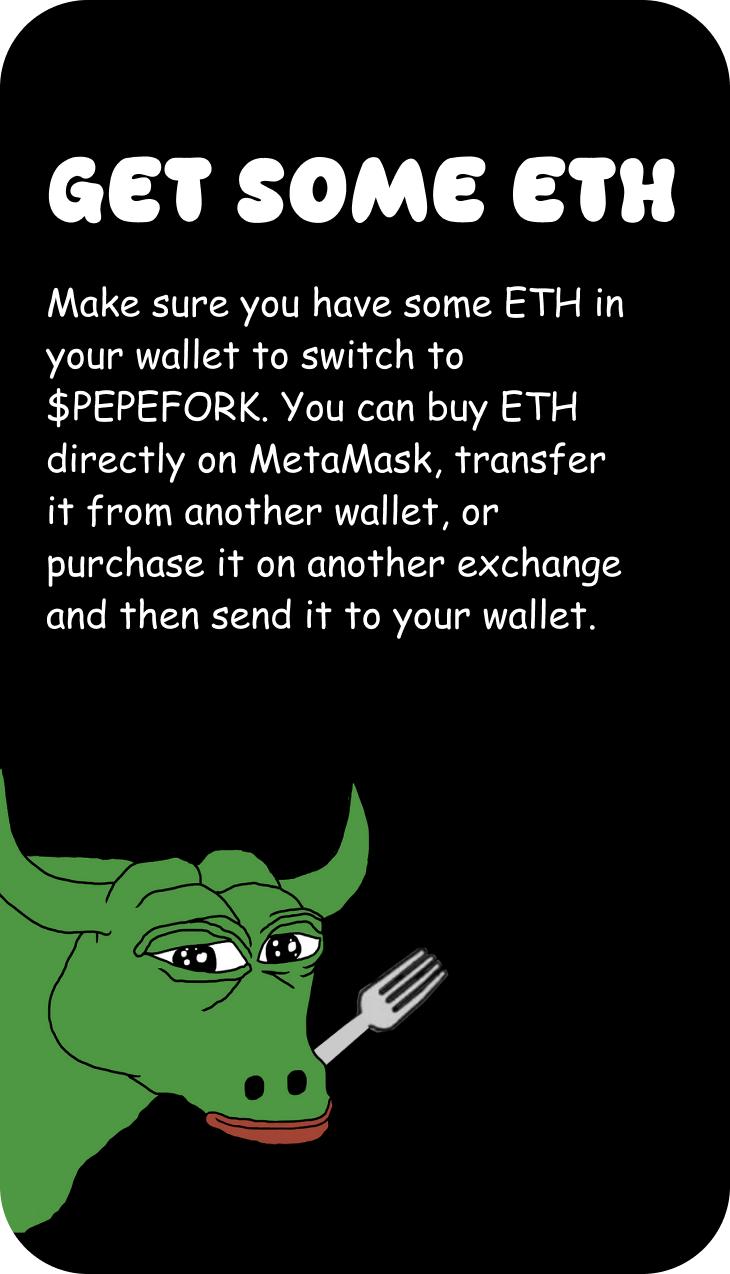 GET SOME ETH
Make sure you have some ETH in
your wallet to switch to
$PEPEFORK. You can buy ETH
directly on MetaMask, transfer
it from another wallet, or
purchase it on another exchange
and then send it to your wallet.